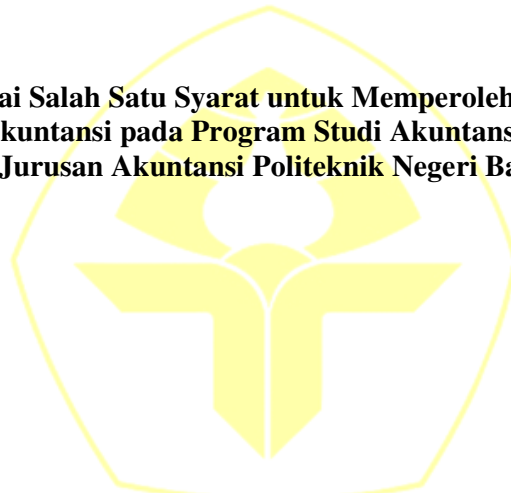 ai Salah Satu Syarat untuk Memperoleh
kuntansi pada Program Studi Akuntans
Jurusan Akuntansi Politeknik Negeri Ba